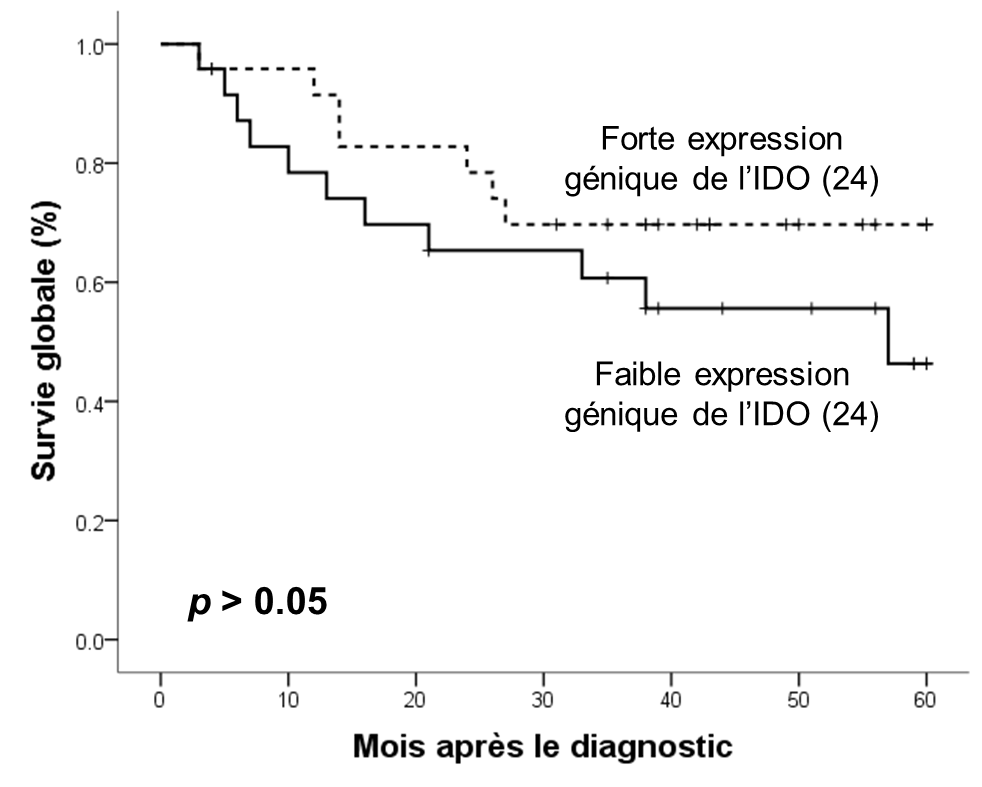 Survie globale (%)
1.0
0.8
0.6
0.4
0.2
0.0
Forte expression
génique de l’IDO (24)
Faible expression
génique de l’IDO (24)
p > 0.05
0 10 20 30 40 50 60
Mois après le diagnostic